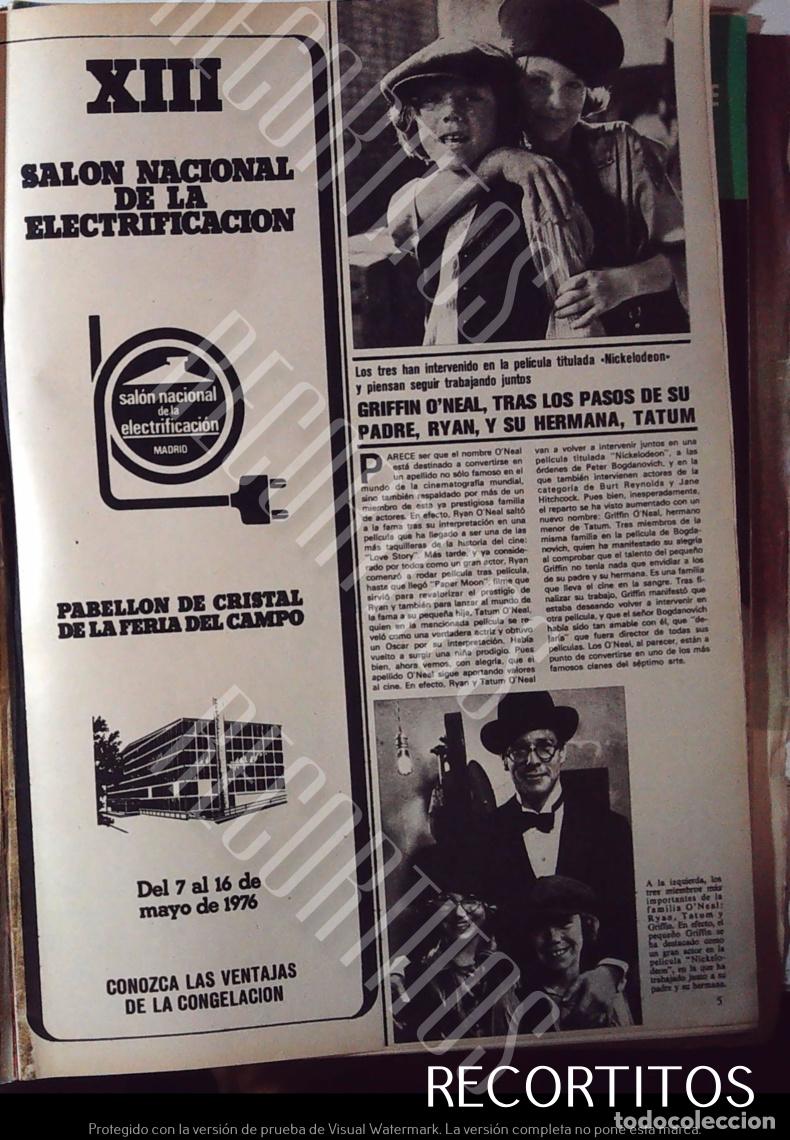 XIII
SALON NACIONAL
DE LA
ELECTRIFICACION
salón nacional
de la
electrificación
MADRID
PABELLON DE CRISTAL
DE LA FERIA DEL CAMPO
Del 7 al 16 de
mayo de 1976
CONOZCA LAS VENTAJAS
DE LA CONGELACION
Los tres han intervenido en la película titulada «Nickelodeon»
y piensan seguir trabajando juntos
GRIFFIN O'NEAL, TRAS LOS PASOS DE SU
PADRE, RYAN, Y SU HERMANA, TATUM
PARECE ser que el nombre O'Neal
está destinado a convertirse en
un apellido no sólo famoso en el
mundo de la cinematografía mundial,
sino también respaldado por más de un
miembro de esta ya prestigiosa familia
de actores. En efecto, Ryan O'Neal saltó
a la fama tras su interpretación en una
película que ha llegado a ser una de las
más taquilleras de la historia del cine:
"Love Story". Más tarde, y ya conside-
rado por todos como un gran actor, Ryan
comenzó a rodar película tras película,
hasta que llegó "Paper Moon", filme que
sirvió para revalorizar el prestigio de
Ryan y también para lanzar al mundo de
la fama a su pequeña hija, Tatum O'Neal,
quien en la mencionada película se re-
veló como una verdadera actriz y obtuvo
un Oscar por su interpretación. Había
vuelto a surgir una niña prodigio. Pues
bien, ahora vemos, con alegría, que el
apellido O'Neal sigue aportando valores
al cine. En efecto, Ryan y Tatum O'Neal
van a volver a intervenir juntos en una
película titulada "Nickelodeon", a las
órdenes de Peter Bogdanovich, y en la
que también intervienen actores de la
categoría de Burt Reynolds y Jane
Hitchcock. Pues bien, inesperadamente,
el reparto se ha visto aumentado con un
nuevo nombre: Griffin O'Neal, hermano
menor de Tatum. Tres miembros de la
misma familia en la película de Bogda-
novich, quien ha manifestado su alegría
al comprobar que el talento del pequeño
Griffin no tenía nada que envidiar a los
de su padre y su hermana. Es una familia
que lleva el cine en la sangre. Tras fi-
nalizar su trabajo, Griffin manifestó que
estaba deseando volver a intervenir en
otra película, y que el señor Bogdanovich
había sido tan amable con él, que "de-
jaría" que fuera director de todas sus
películas. Los O'Neal, al parecer, están a
punto de convertirse en uno de los más
famosos clanes del séptimo arte.
A la izquierda, los
tres miembros más
importantes de la
familia O'Neal:
Ryan, Tatum y
Griffin. En efecto, el
pequeño Griffin se
ha destacado como
un gran actor en la
película "Nickelo-
deon", en la que ha
trabajado junto a su
padre y su hermana.
5
RECORTITOS
RECORTITOS
RECORTITOS
RECORTITOS
todocoleccion
Protegido con la versión de prueba de Visual Watermark. La versión completa no pone esta marca.